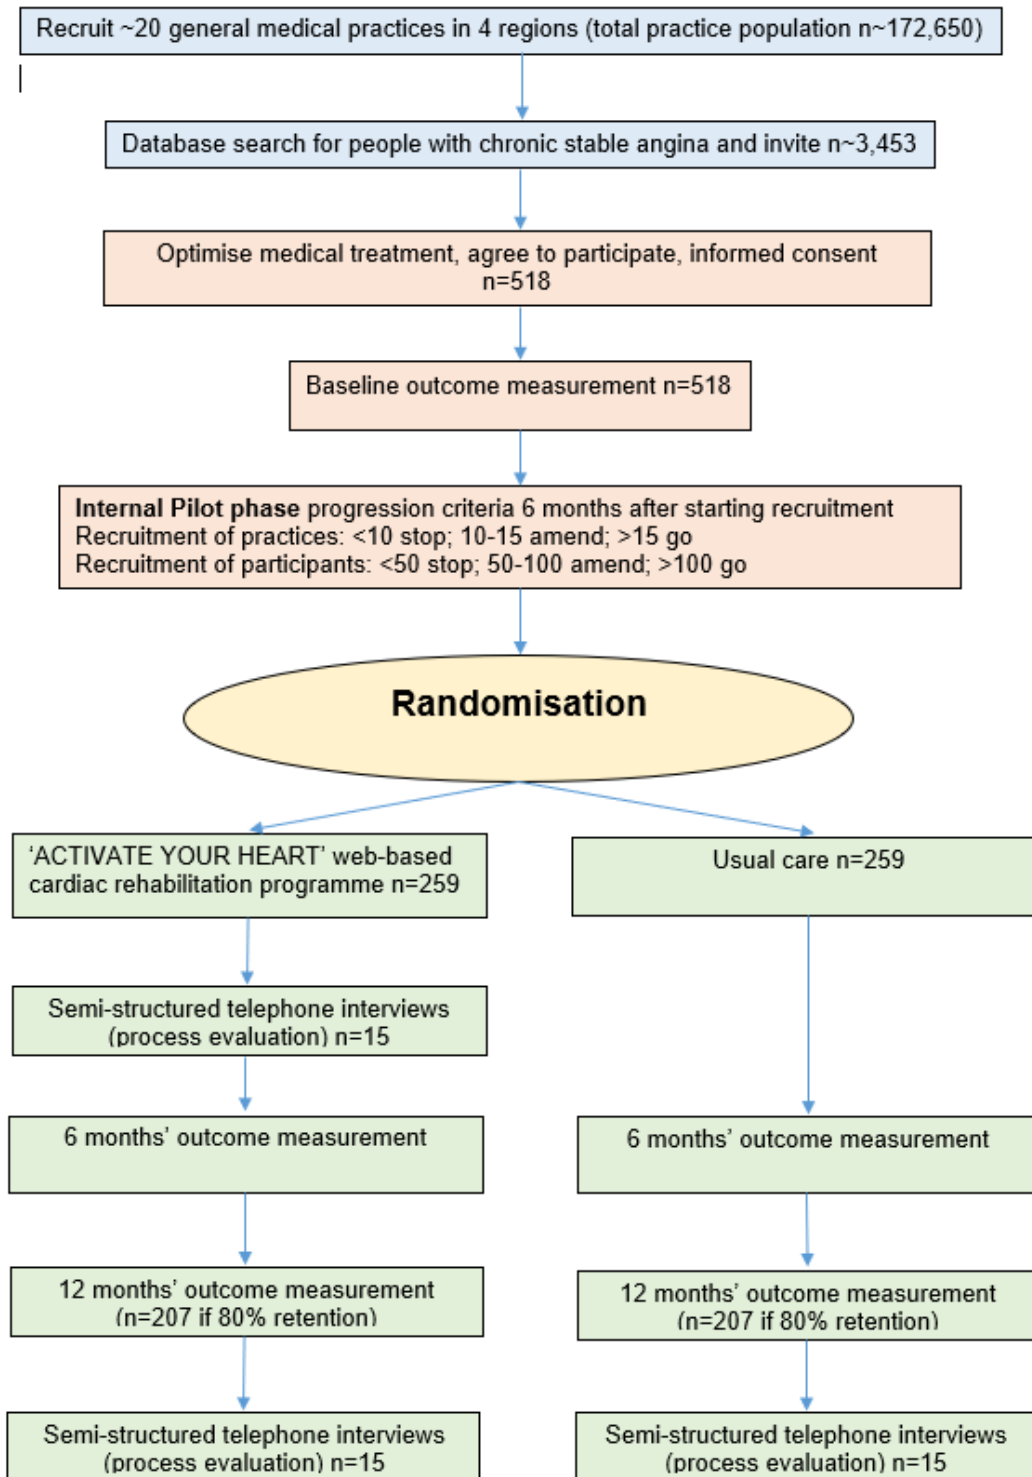 Recruit ~20 general medical practices in 4 regions (total practice population n~172,650)
Database search for people with chronic stable angina and invite n~3,453
Optimise medical treatment, agree to participate, informed consent
n=518
Baseline outcome measurement n=518
Internal Pilot phase progression criteria 6 months after starting recruitment
Recruitment of practices: <10 stop; 10-15 amend; >15 go
Recruitment of participants: <50 stop; 50-100 amend; >100 go
Randomisation
‘ACTIVATE YOUR HEART’ web-based
cardiac rehabilitation programme n=259
Usual care n=259
Semi-structured telephone interviews
(process evaluation) n=15
6 months’ outcome measurement
6 months’ outcome measurement
12 months’ outcome measurement
(n=207 if 80% retention)
12 months’ outcome measurement
(n=207 if 80% retention)
Semi-structured telephone interviews
(process evaluation) n=15
Semi-structured telephone interviews
(process evaluation) n=15